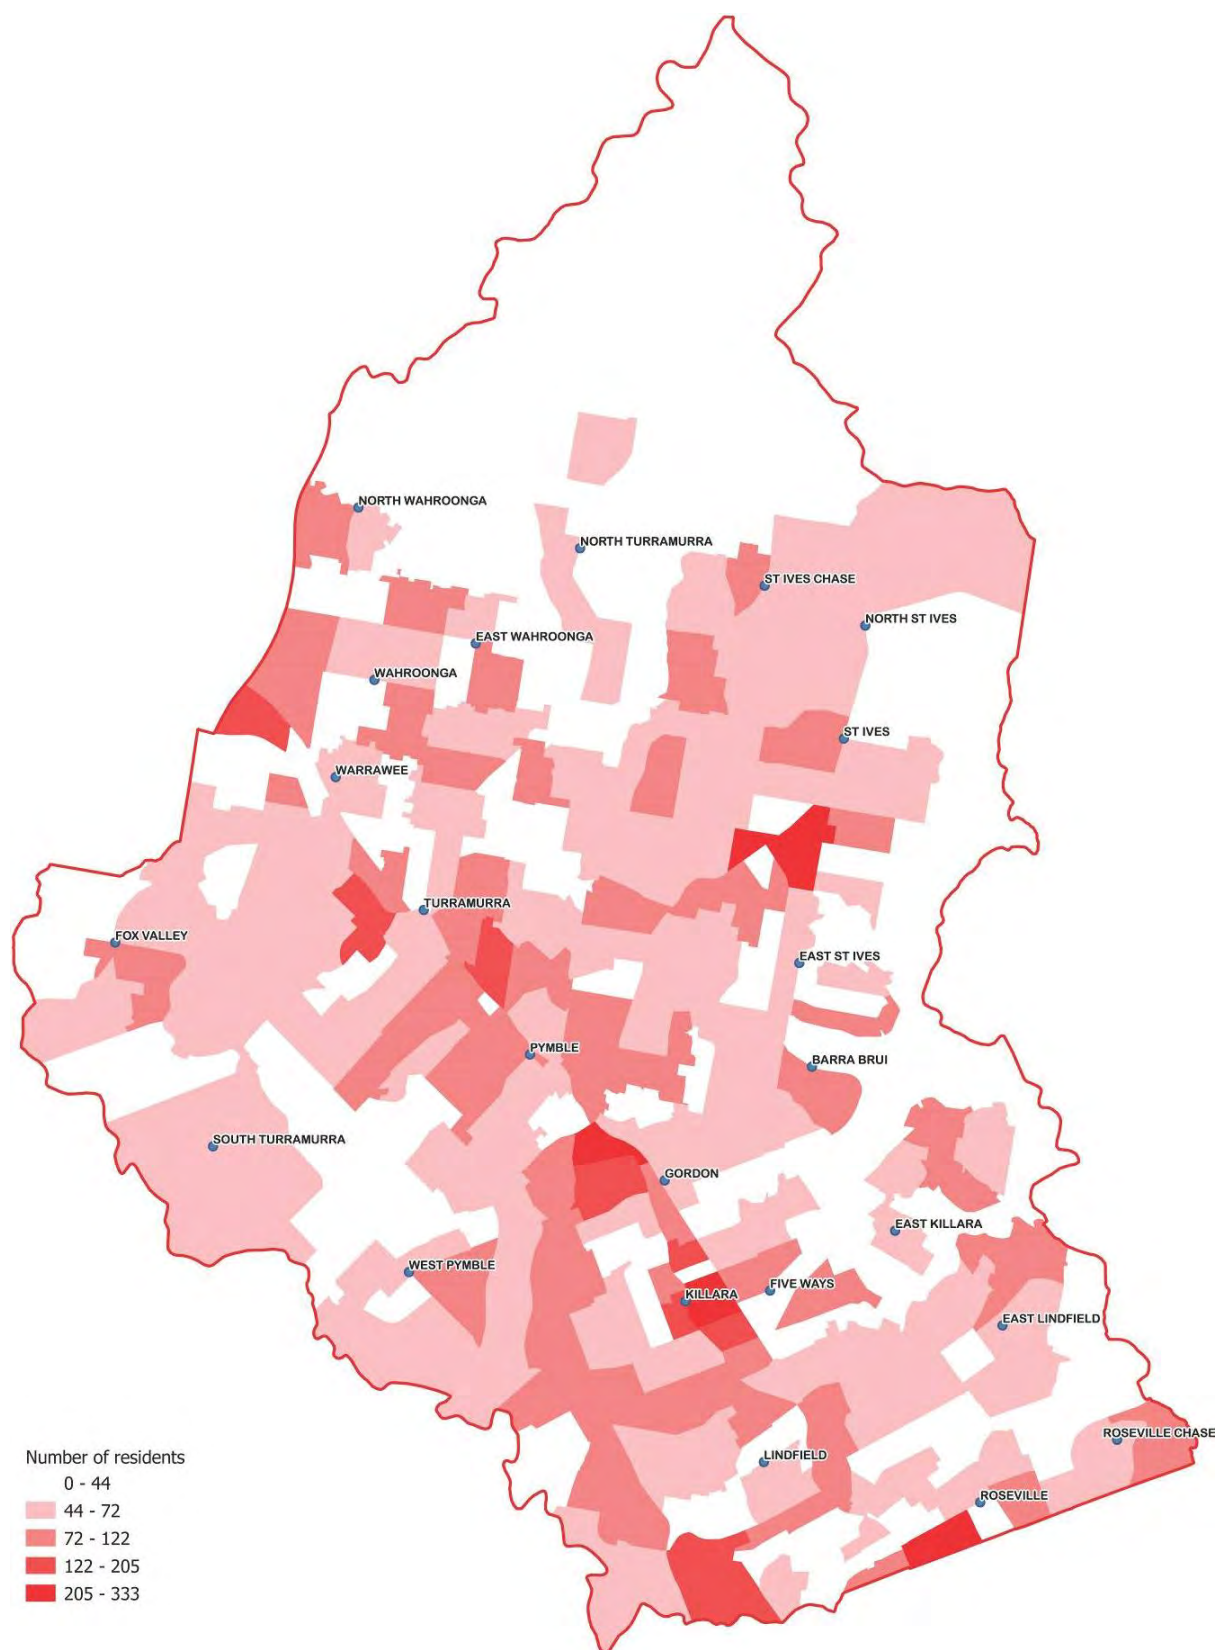 NORTH WAHROONGA
NORTH TURRAMURRA
ST IVES CHASE
NORTH ST IVES
EAST WAHROONGA
WAHROONGA
ST IVES
WARRAWEE
TURRAMURRA
FOX VALLEY
EAST ST IVES
PYMBLE
BARRA BRUI
SOUTH TURRAMURRA
GORDON
EAST KILLARA
WEST PYMBLE
FIVE WAYS
KILLARA
EAST LINDFIELD
ROSEVILLE CHASE
LINDFIELD
ROSEVILLE
Number of residents
0 - 44
44 - 72
72 - 122
122 - 205
205 - 333